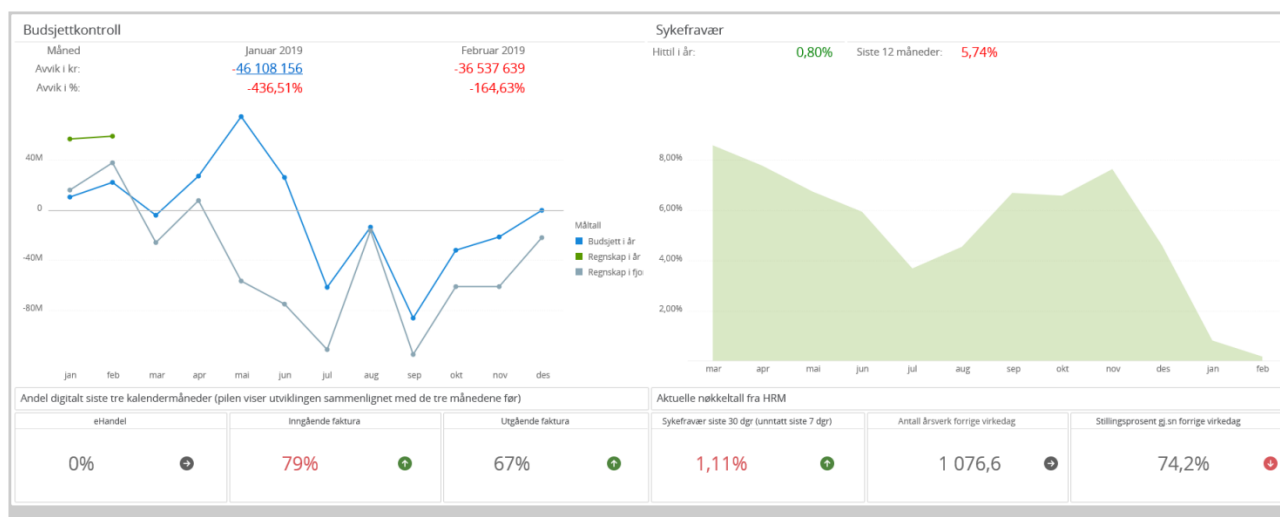 Budsjettkontroll
Måned Januar 2019 Februar 2019
Avvik i kr: -46 108 156 -36 537 639
Avvik i %: -436,51% -164,63%
40M
0
-40M
-80M
jan feb mar apr mai jun jul aug sep okt nov des
Måltall
Budsjett i år
Regnskap i år
Regnskap i fjo
Sykefravær
Hittil i år: 0,80% Siste 12 måneder: 5,74%
8,00%
6,00%
4,00%
2,00%
mar apr mai jun jul aug sep okt nov des jan feb
Andel digitalt siste tre kalendermåneder (pilen viser utviklingen sammenlignet med de tre månedene før)
eHandel Inngående faktura Utgående faktura
0% 79% 67%
Aktuelle nøkkeltall fra HRM
Sykefravær siste 30 dgr (unntatt siste 7 dgr) Antall årsverk forrige virkedag Stillingsprosent gj.sn forrige virkedag
1,11% 1 076,6 74,2%